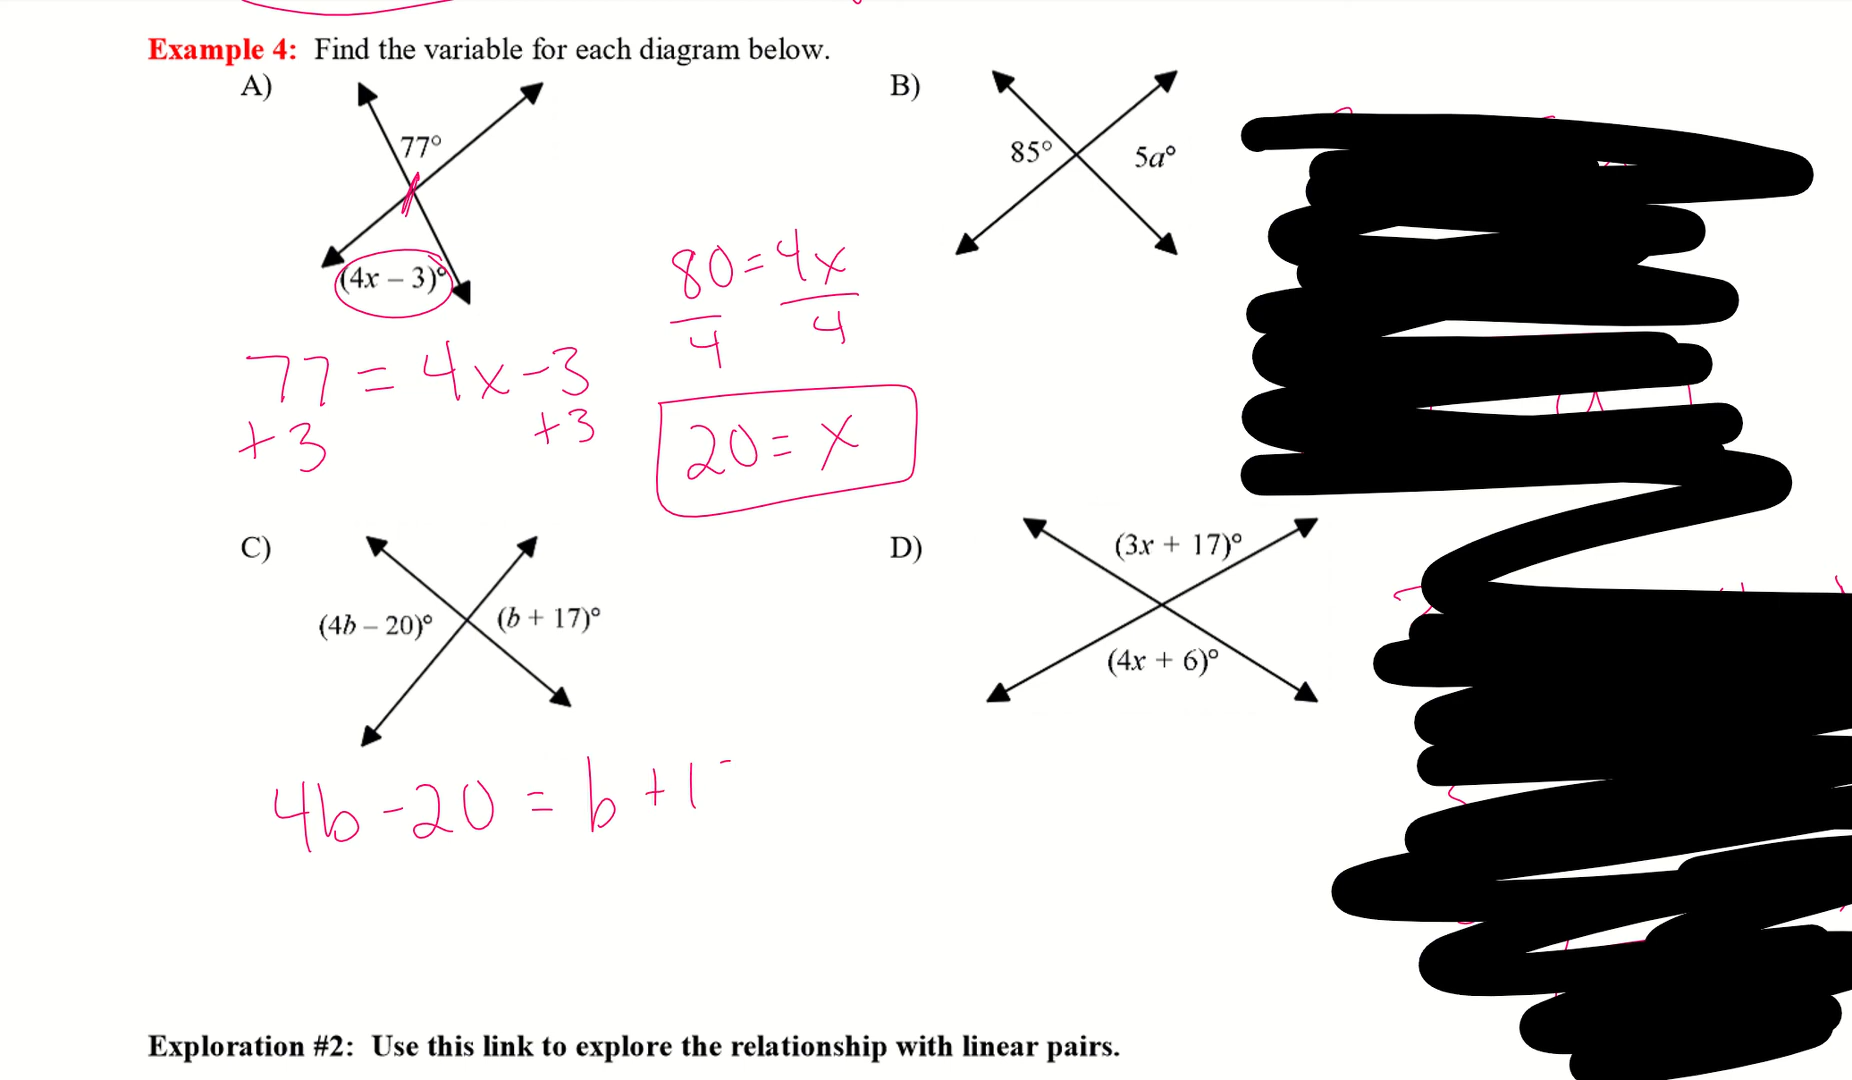 Example 4: Find the variable for each diagram below.
A)
77°
(4x – 3)°
77 = 4x - 3
+3 +3
80 = 4x
4 4
20 = x
B)
85°
5a°
C)
(4b – 20)°
(b + 17)°
4b - 20 = b + 1
D)
(3x + 17)°
(4x + 6)°
Exploration #2: Use this link to explore the relationship with linear pairs.